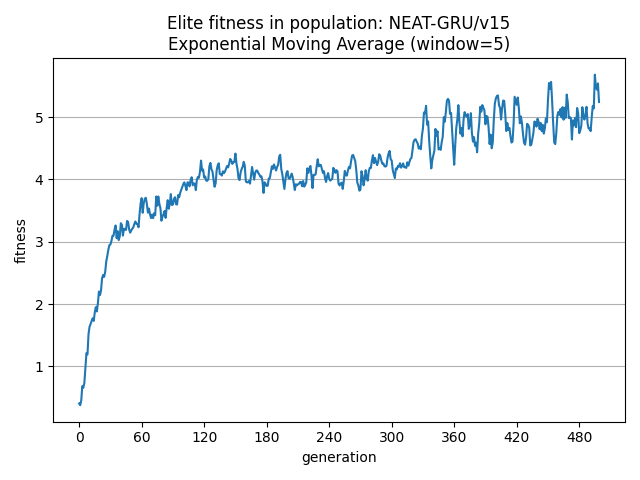 Elite fitness in population: NEAT-GRU/v15
Exponential Moving Average (window=5)
fitness
5
4
3
2
1
0 60 120 180 240 300 360 420 480
generation